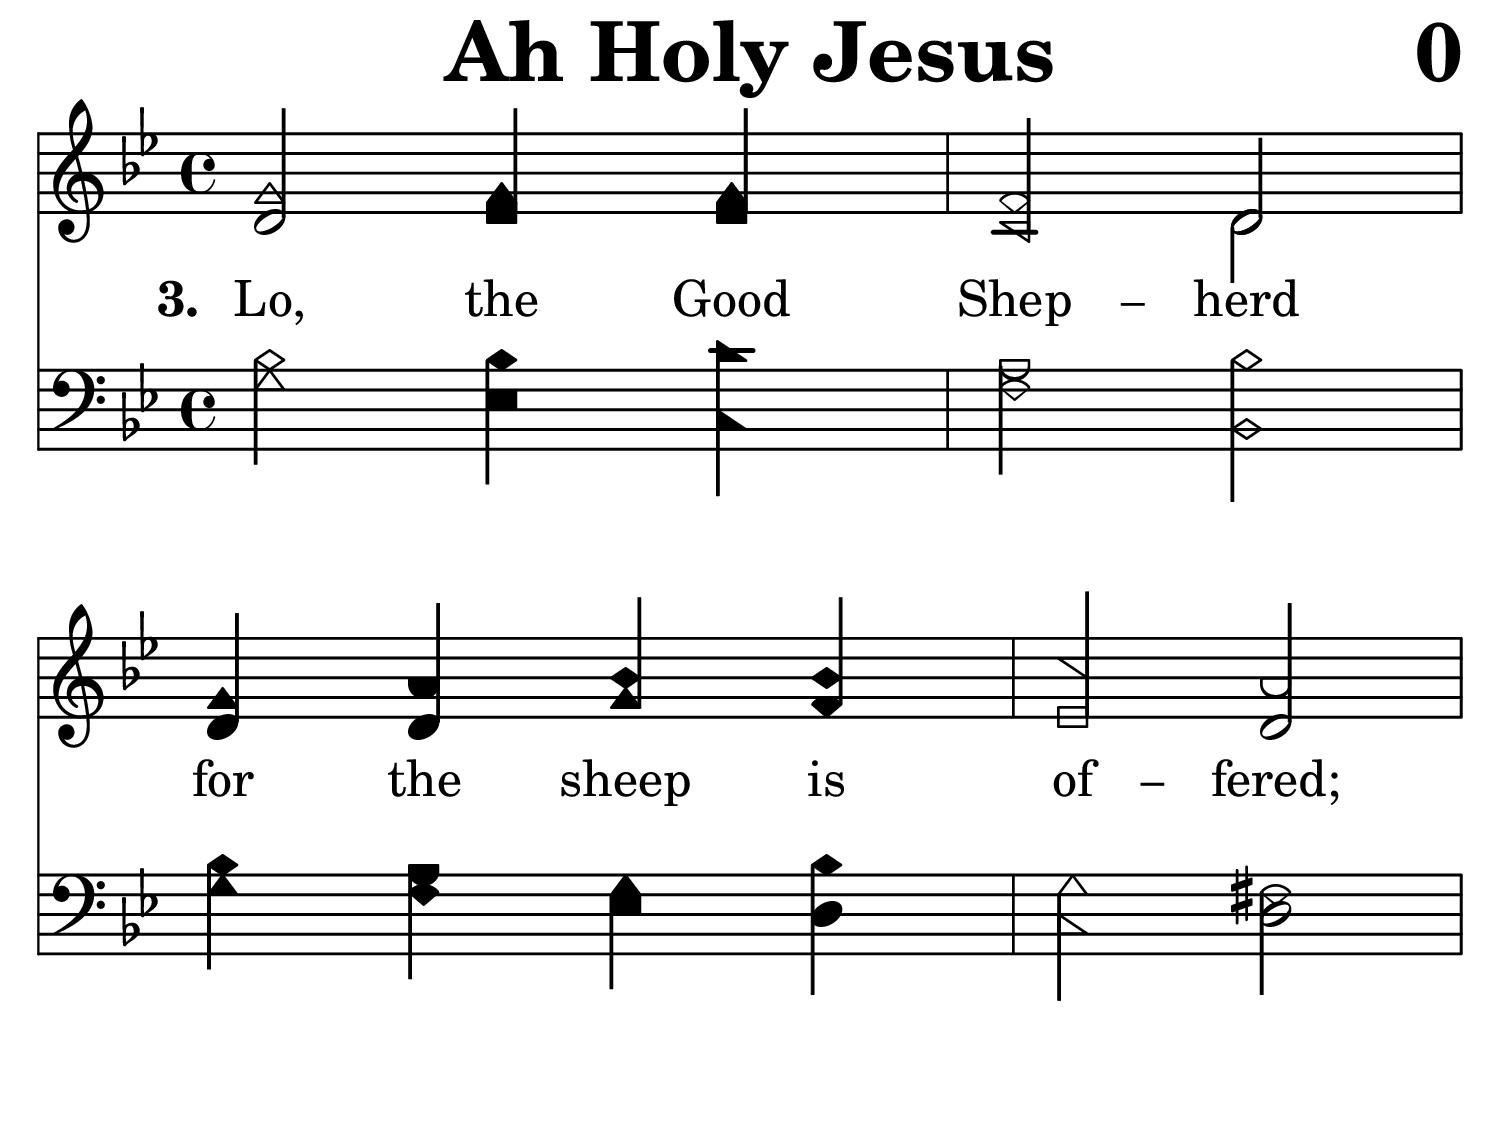 Ah Holy Jesus 0
3. Lo, the Good Shep – herd
for the sheep is of – fered;